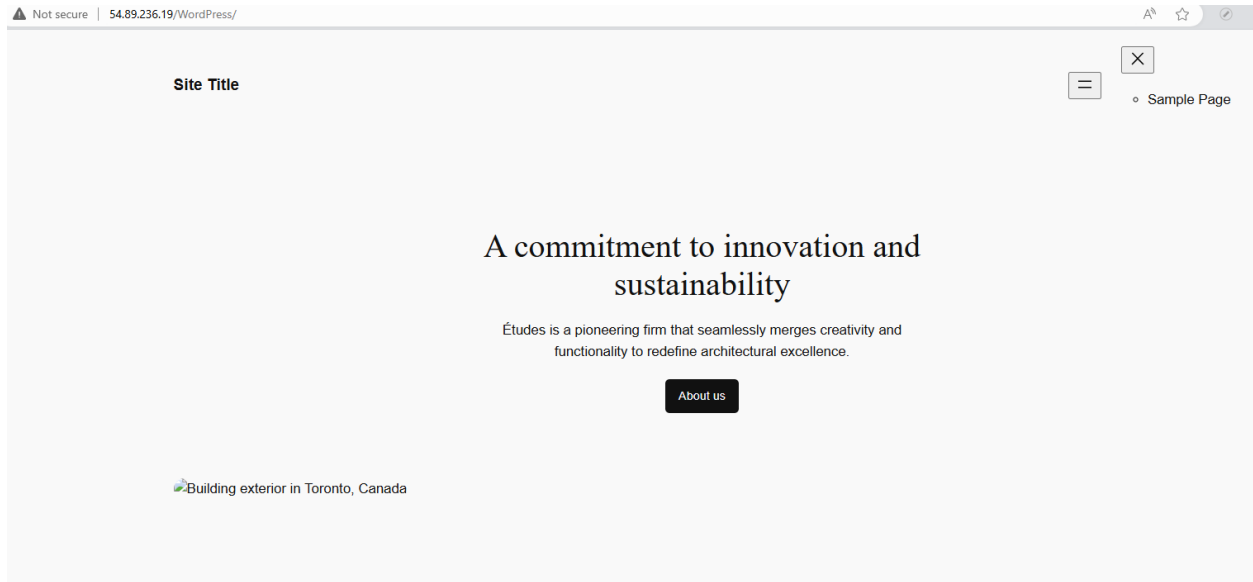 Not secure 54.89.236.19/WordPress/
Site Title
Sample Page
A commitment to innovation and
sustainability
Études is a pioneering firm that seamlessly merges creativity and
functionality to redefine architectural excellence.
About us
Building exterior in Toronto, Canada